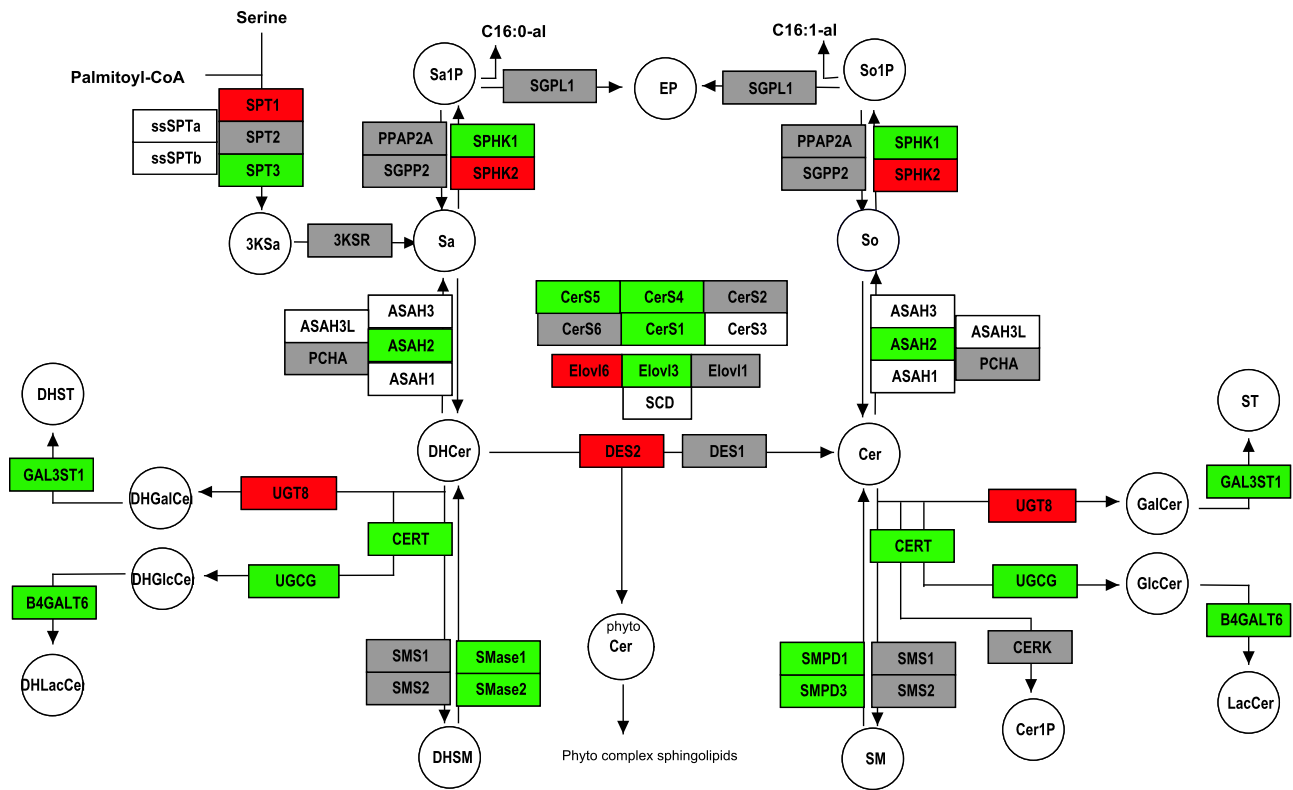 Serine
C16:0-al
C16:1-al
Palmitoyl-CoA
Sa1P
SGPL1
EP
SGPL1
So1P
SPT1
ssSPTa
SPT2
ssSPTb
SPT3
PPAP2A
SPHK1
SGPP2
SPHK2
PPAP2A
SPHK1
SGPP2
SPHK2
3KSa
3KSR
Sa
So
CerS5
CerS4
CerS2
CerS6
CerS1
CerS3
ASAH3
ASAH3L
ASAH2
PCHA
ASAH1
ASAH3
ASAH3L
ASAH2
PCHA
ASAH1
Elovl6
Elovl3
Elovl1
SCD
DHST
ST
DHCer
DES2
DES1
Cer
GAL3ST1
DHGalCer
UGT8
UGT8
GalCer
GAL3ST1
CERT
CERT
DHGlcCer
UGCG
UGCG
GlcCer
B4GALT6
B4GALT6
phyto
Cer
SMS1
SMase1
SMS2
SMase2
SMPD1
SMS1
SMPD3
SMS2
CERK
DHLacCer
LacCer
DHSM
Phyto complex sphingolipids
SM
Cer1P